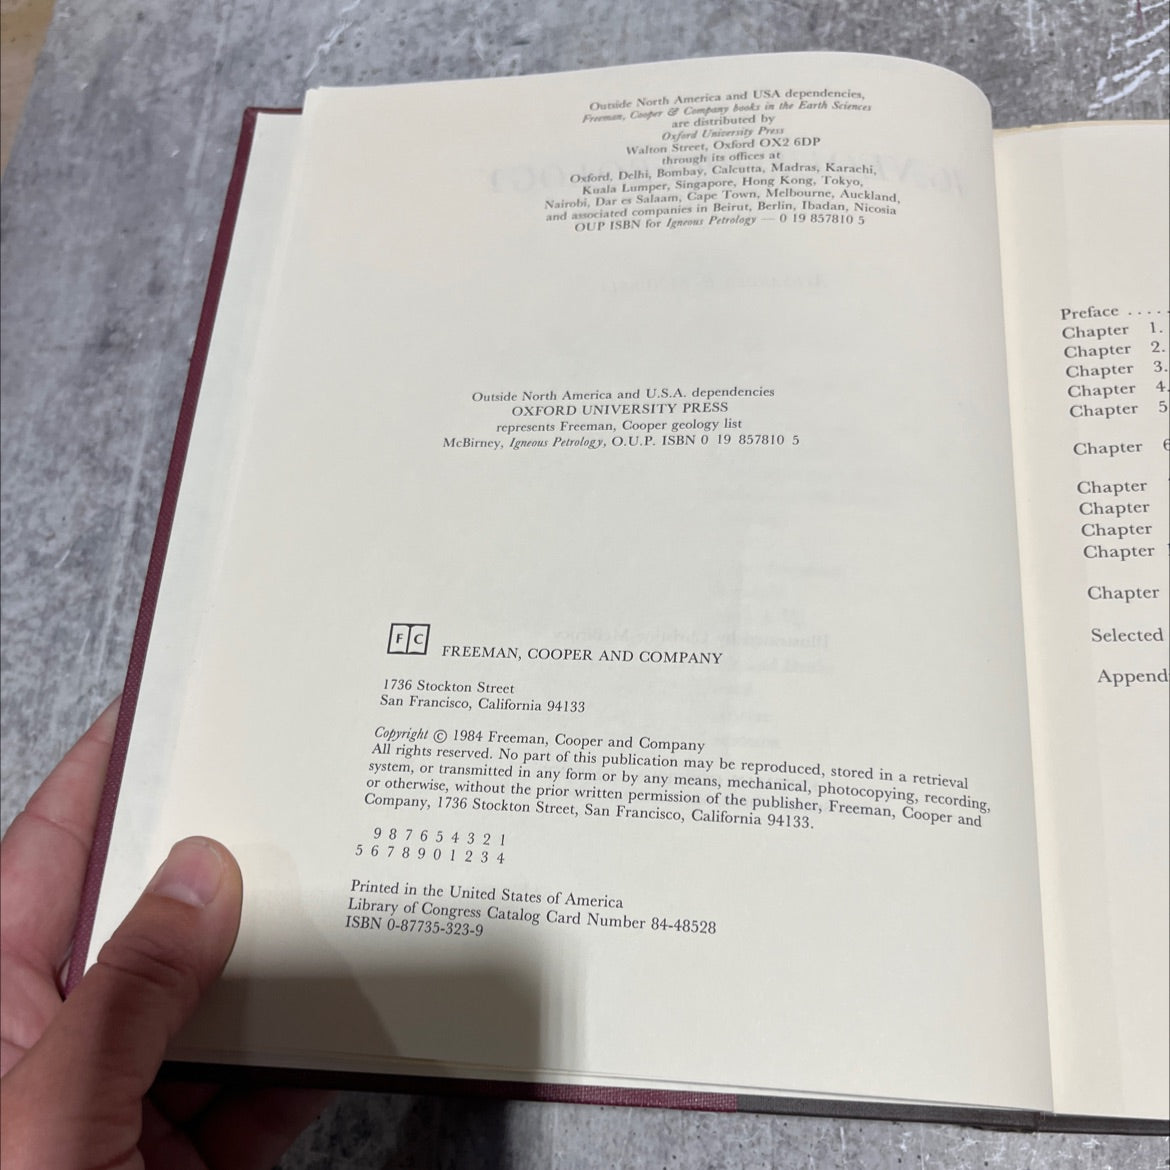 Outside North America and USA dependencies,
Freeman, Cooper & Company books in the Earth Sciences
are distributed by
Oxford University Press
Walton Street, Oxford OX2 6DP
through its offices at
Oxford, Delhi, Bombay, Calcutta, Madras, Karachi,
Kuala Lumper, Singapore, Hong Kong, Tokyo,
Nairobi, Dar es Salaam, Cape Town, Melbourne, Auckland,
and associated companies in Beirut, Berlin, Ibadan, Nicosia
OUP ISBN for Igneous Petrology — 0 19 857810 5
Outside North America and U.S.A. dependencies
OXFORD UNIVERSITY PRESS
represents Freeman, Cooper geology list
McBirney, Igneous Petrology, O.U.P. ISBN 0 19 857810 5
F C FREEMAN, COOPER AND COMPANY
1736 Stockton Street
San Francisco, California 94133
Copyright © 1984 Freeman, Cooper and Company
All rights reserved. No part of this publication may be reproduced, stored in a retrieval
system, or transmitted in any form or by any means, mechanical, photocopying, recording,
or otherwise, without the prior written permission of the publisher, Freeman, Cooper and
Company, 1736 Stockton Street, San Francisco, California 94133.
9 8 7 6 5 4 3 2 1
5 6 7 8 9 0 1 2 3 4
Printed in the United States of America
Library of Congress Catalog Card Number 84-48528
ISBN 0-87735-323-9
Preface . . . .
Chapter 1.
Chapter 2.
Chapter 3.
Chapter 4.
Chapter 5
Chapter 6
Chapter
Chapter
Chapter
Chapter
Chapter
Selected
Append